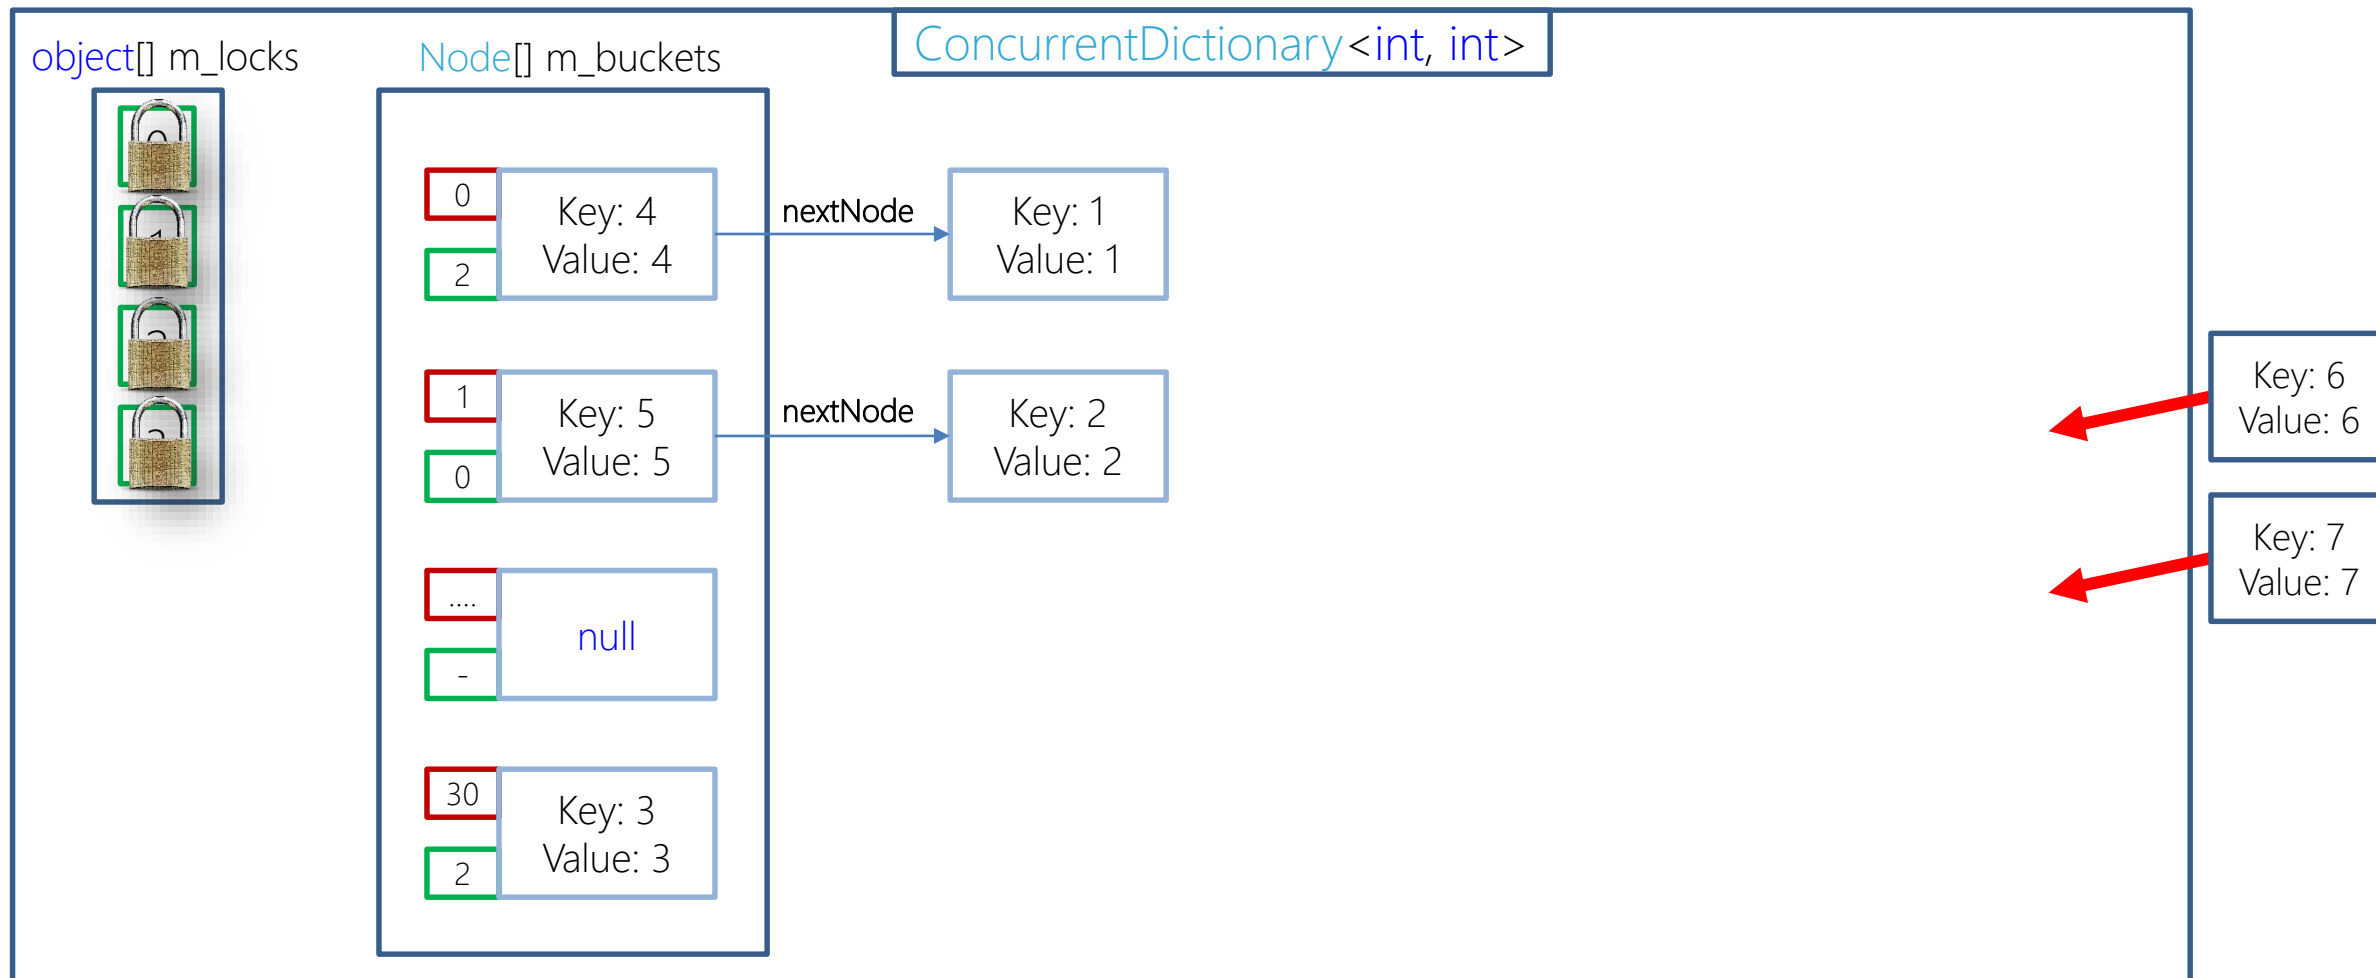 ConcurrentDictionary<int, int>
object[] m_locks
Node[] m_buckets
0
Key: 4
Value: 4
2
nextNode
Key: 1
Value: 1
1
Key: 5
Value: 5
0
nextNode
Key: 2
Value: 2
....
null
-
30
Key: 3
Value: 3
2
Key: 6
Value: 6
Key: 7
Value: 7